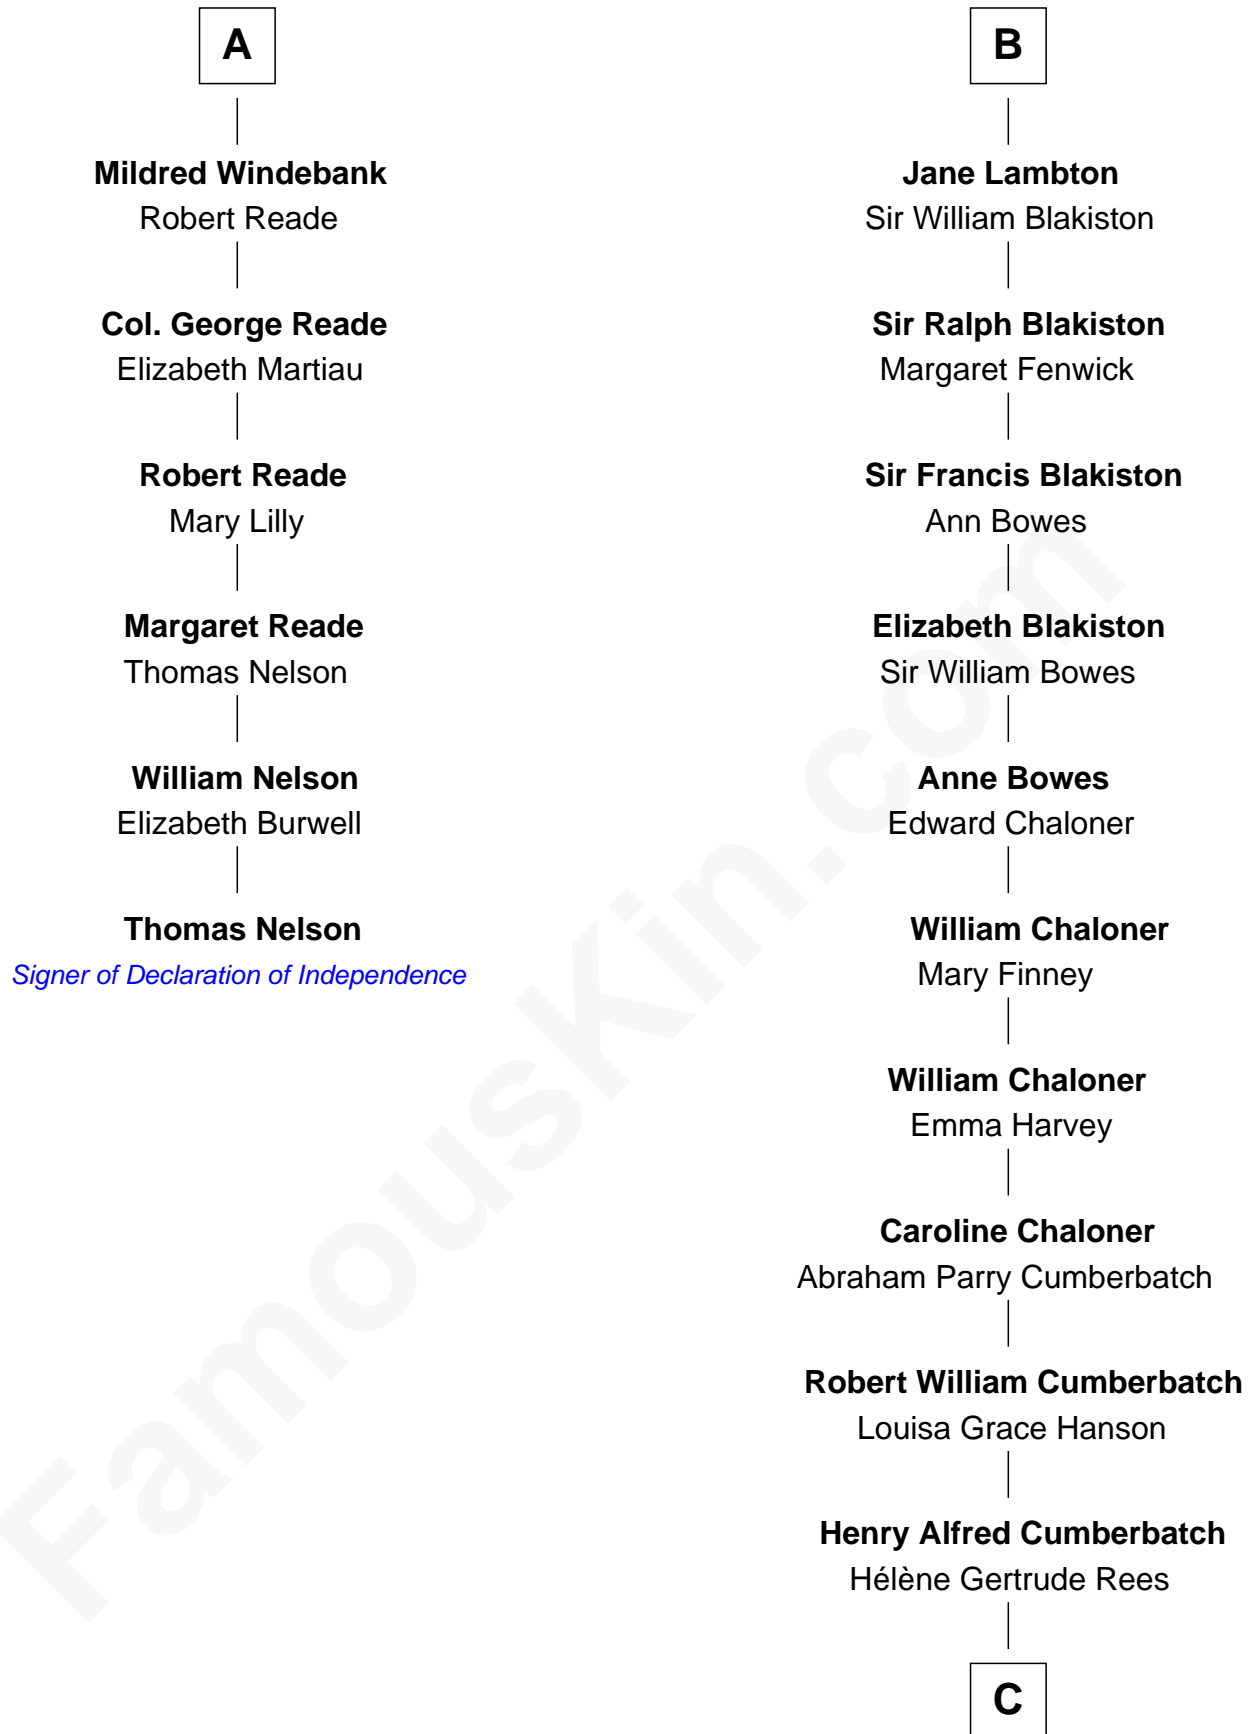 A
Mildred Windebank
Robert Reade
Col. George Reade
Elizabeth Martiau
Robert Reade
Mary Lilly
Margaret Reade
Thomas Nelson
William Nelson
Elizabeth Burwell
Thomas Nelson
Signer of Declaration of Independence
B
Jane Lambton
Sir William Blakiston
Sir Ralph Blakiston
Margaret Fenwick
Sir Francis Blakiston
Ann Bowes
Elizabeth Blakiston
Sir William Bowes
Anne Bowes
Edward Chaloner
William Chaloner
Mary Finney
William Chaloner
Emma Harvey
Caroline Chaloner
Abraham Parry Cumberbatch
Robert William Cumberbatch
Louisa Grace Hanson
Henry Alfred Cumberbatch
Hélène Gertrude Rees
C
FamousKin.com